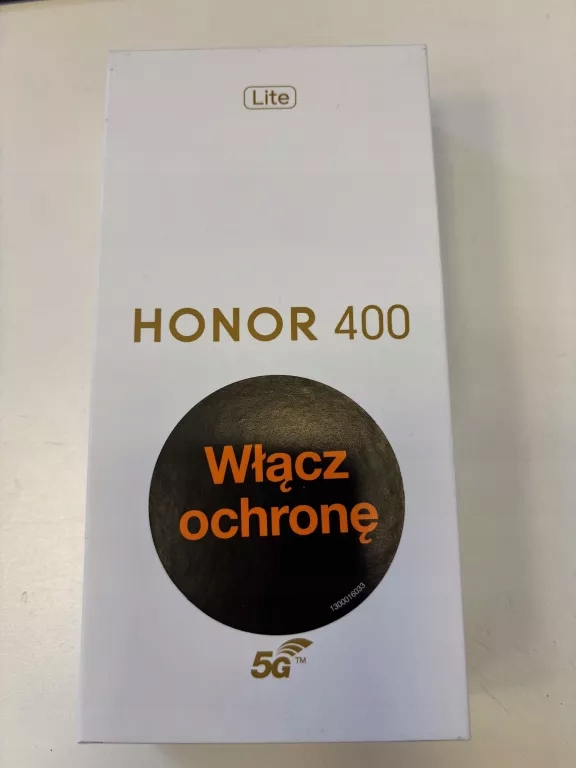 Lite
HONOR 400
Włącz
ochronę
1300016033
5G™